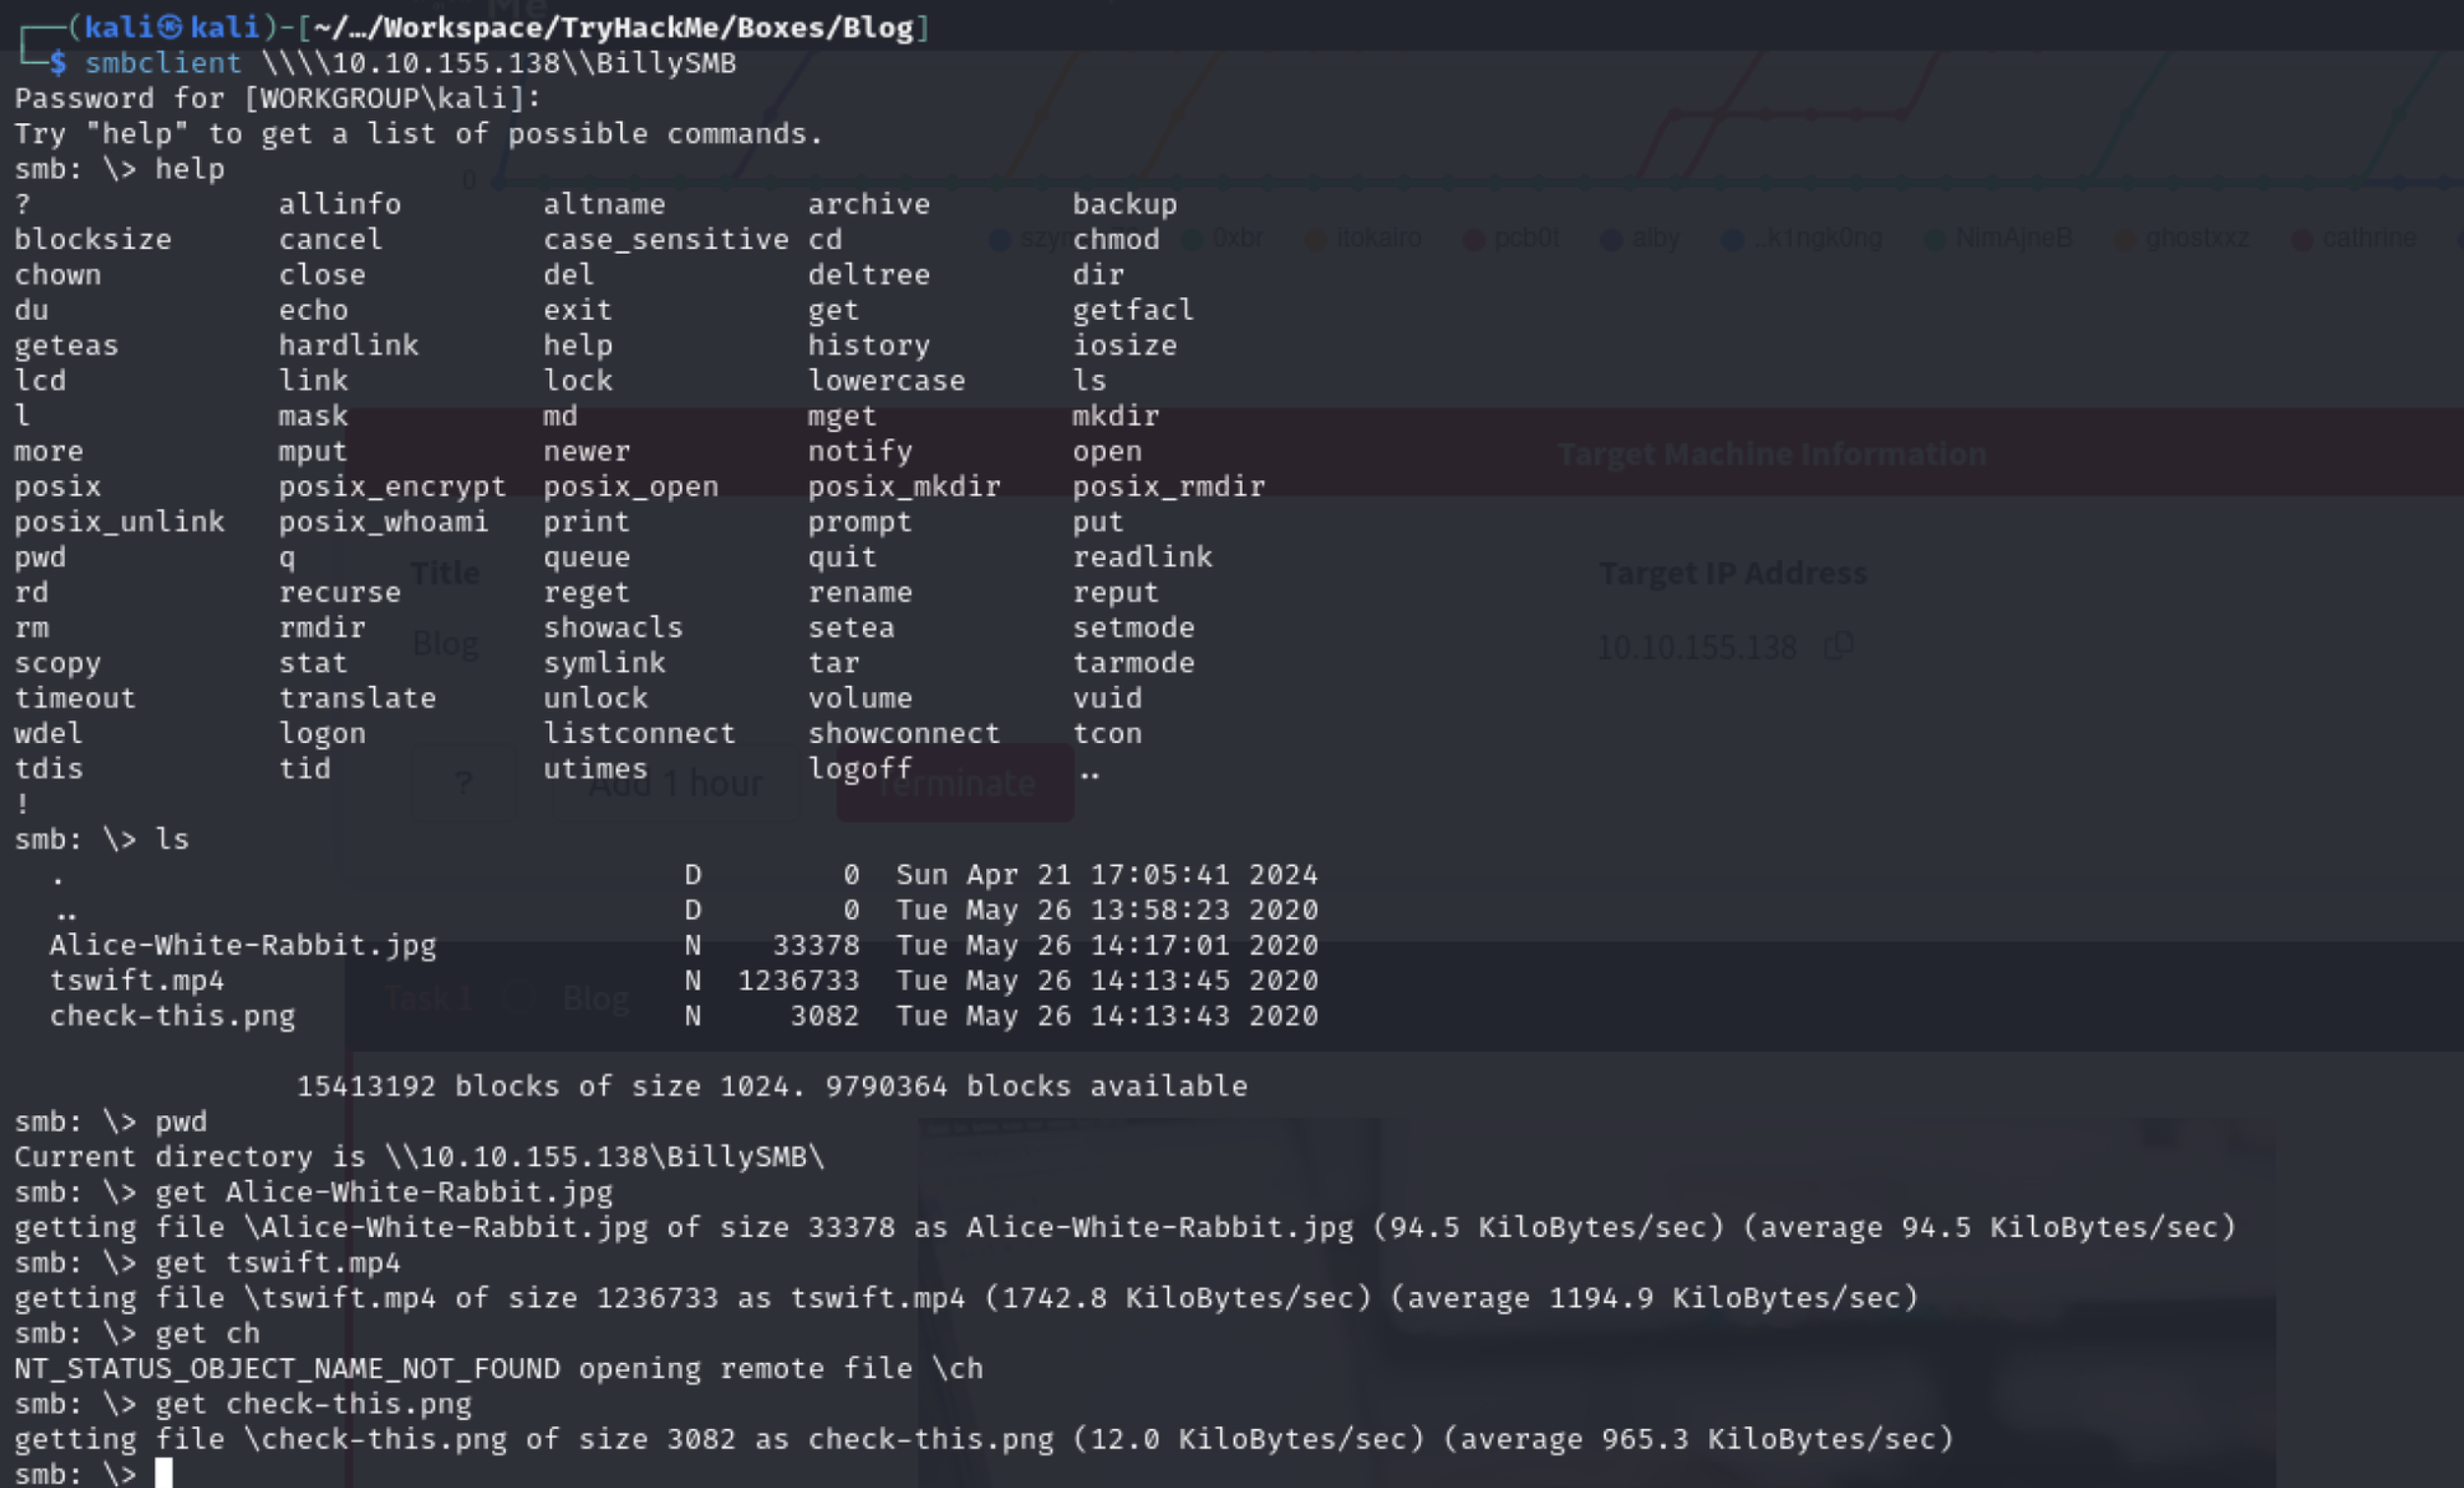 ┌──(kali㉿kali)-[~/…/Workspace/TryHackMe/Boxes/Blog]
└─$ smbclient \\\\10.10.155.138\\BillySMB
Password for [WORKGROUP\kali]:
Try "help" to get a list of possible commands.
smb: \> help
? allinfo altname archive backup
blocksize cancel case_sensitive cd chmod
chown close del deltree dir
du echo exit get getfacl
geteas hardlink help history iosize
lcd link lock lowercase ls
l mask md mget mkdir
more mput newer notify open
posix posix_encrypt posix_open posix_mkdir posix_rmdir
posix_unlink posix_whoami print prompt put
pwd q queue quit readlink
rd recurse reget rename reput
rm rmdir showacls setea setmode
scopy stat symlink tar tarmode
timeout translate unlock volume vuid
wdel logon listconnect showconnect tcon
tdis tid utimes logoff ..
!
smb: \> ls
. D 0 Sun Apr 21 17:05:41 2024
.. D 0 Tue May 26 13:58:23 2020
Alice-White-Rabbit.jpg N 33378 Tue May 26 14:17:01 2020
tswift.mp4 N 1236733 Tue May 26 14:13:45 2020
check-this.png N 3082 Tue May 26 14:13:43 2020
15413192 blocks of size 1024. 9790364 blocks available
smb: \> pwd
Current directory is \\10.10.155.138\BillySMB\
smb: \> get Alice-White-Rabbit.jpg
getting file \Alice-White-Rabbit.jpg of size 33378 as Alice-White-Rabbit.jpg (94.5 KiloBytes/sec) (average 94.5 KiloBytes/sec)
smb: \> get tswift.mp4
getting file \tswift.mp4 of size 1236733 as tswift.mp4 (1742.8 KiloBytes/sec) (average 1194.9 KiloBytes/sec)
smb: \> get ch
NT_STATUS_OBJECT_NAME_NOT_FOUND opening remote file \ch
smb: \> get check-this.png
getting file \check-this.png of size 3082 as check-this.png (12.0 KiloBytes/sec) (average 965.3 KiloBytes/sec)
smb: \>
0
0xbr itokairo pcb0t alby ..k1ngk0ng NimAjneB ghostxxz cathrine
Target Machine Information
Title Target IP Address
Blog 10.10.155.138
? Add 1 hour Terminate
Task 1 Blog